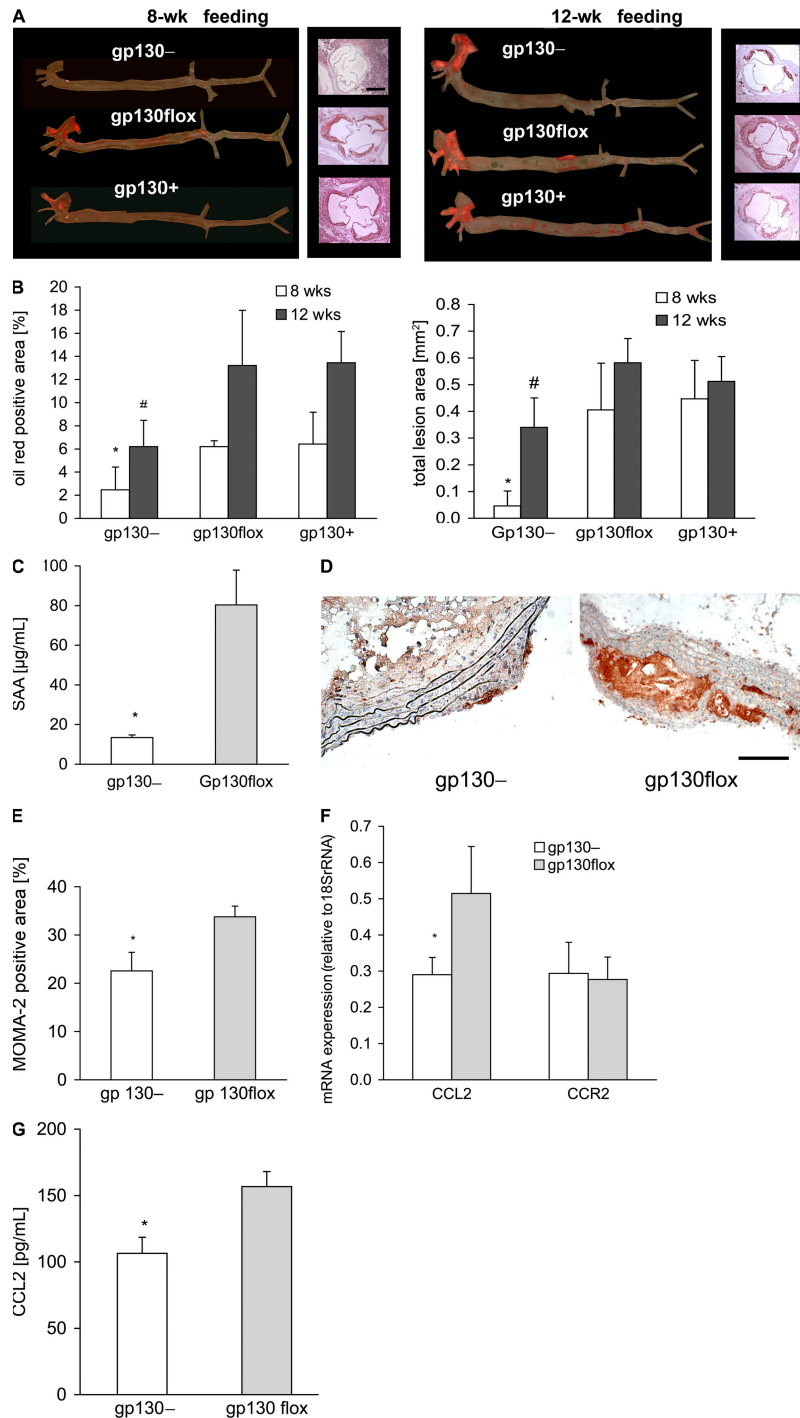 A
8-wk feeding
12-wk feeding
gp130–
gp130flox
gp130+
gp130–
gp130flox
gp130+
B
oil red positive area [%]
20
18
16
14
12
10
8
6
4
2
0
8 wks
12 wks
*
#
gp130–
gp130flox
gp130+
total lesion area [mm²]
0.8
0.7
0.6
0.5
0.4
0.3
0.2
0.1
0.0
8 wks
12 wks
*
#
Gp130–
gp130flox
gp130+
C
SAA [µg/mL]
100
80
60
40
20
0
*
gp130–
Gp130flox
D
gp130–
gp130flox
E
MOMA-2 positive area [%]
40
30
20
10
0
*
gp 130–
gp 130flox
F
mRNA experession (relative to 18SrRNA)
0.7
0.6
0.5
0.4
0.3
0.2
0.1
0.0
gp130–
gp130flox
*
CCL2
CCR2
G
CCL2 [pg/mL]
200
150
100
50
0
*
gp130–
gp130 flox